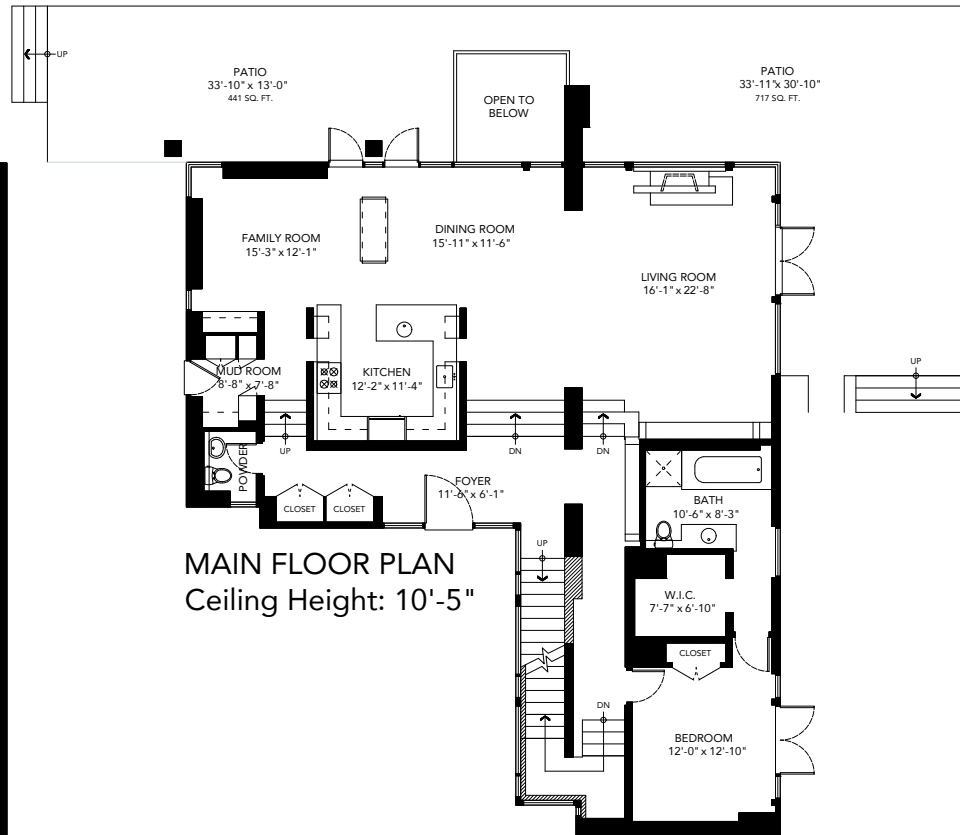 UP
PATIO
33'-10" x 13'-0"
441 SQ. FT.
OPEN TO
BELOW
PATIO
33'-11"x 30'-10"
717 SQ. FT.
FAMILY ROOM
15'-3" x 12'-1"
DINING ROOM
15'-11" x 11'-6"
LIVING ROOM
16'-1" x 22'-8"
MUD ROOM
8'-8" x 7'-8"
KITCHEN
12'-2" x 11'-4"
UP
UP
DN
DN
POWDER
FOYER
11'-6" x 6'-1"
CLOSET
CLOSET
BATH
10'-6" x 8'-3"
UP
MAIN FLOOR PLAN
Ceiling Height: 10'-5"
W.I.C.
7'-7" x 6'-10"
CLOSET
DN
BEDROOM
12'-0" x 12'-10"